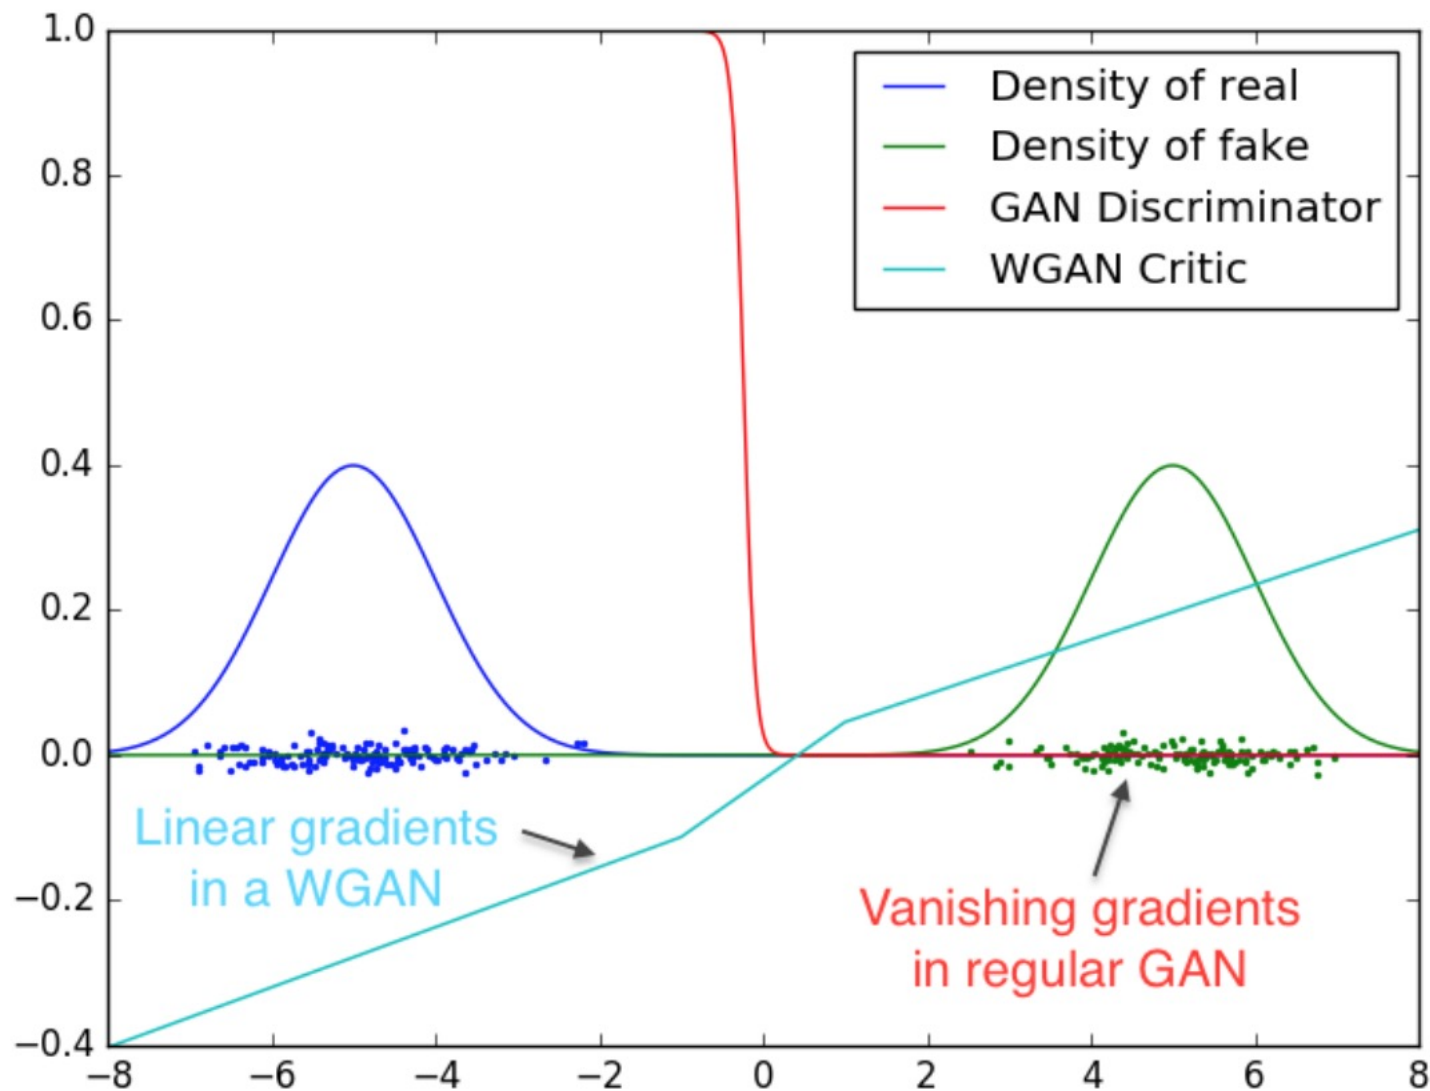 1.0
0.8
0.6
0.4
0.2
0.0
−0.2
−0.4
Density of real
Density of fake
GAN Discriminator
WGAN Critic
Linear gradients
in a WGAN
Vanishing gradients
in regular GAN
−8 −6 −4 −2 0 2 4 6 8